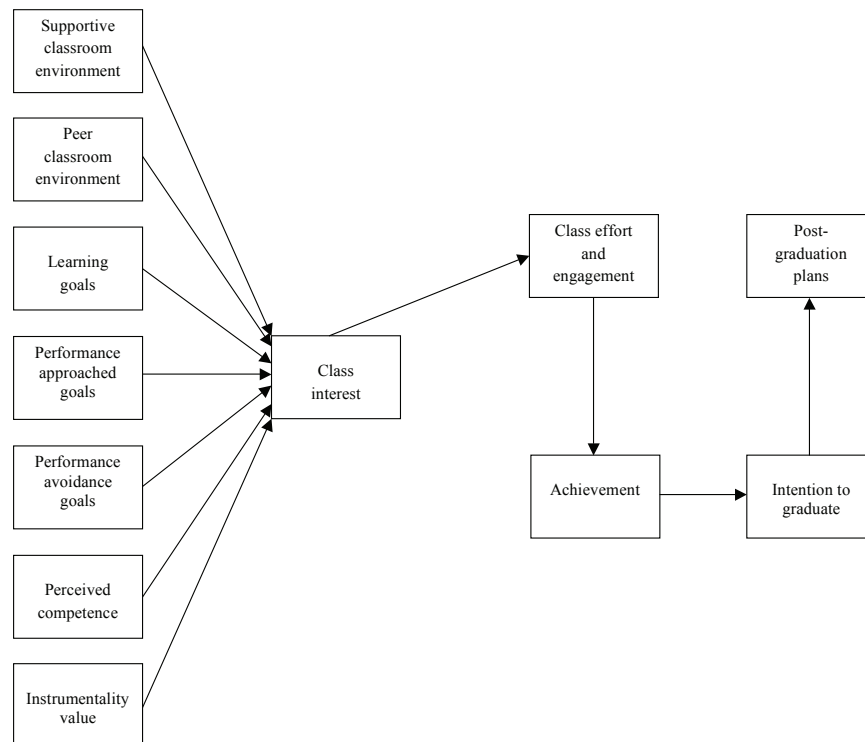 Supportive
classroom
environment
Peer
classroom
environment
Learning
goals
Performance
approached
goals
Performance
avoidance
goals
Perceived
competence
Instrumentality
value
Class
interest
Class effort
and
engagement
Achievement
Post-
graduation
plans
Intention to
graduate